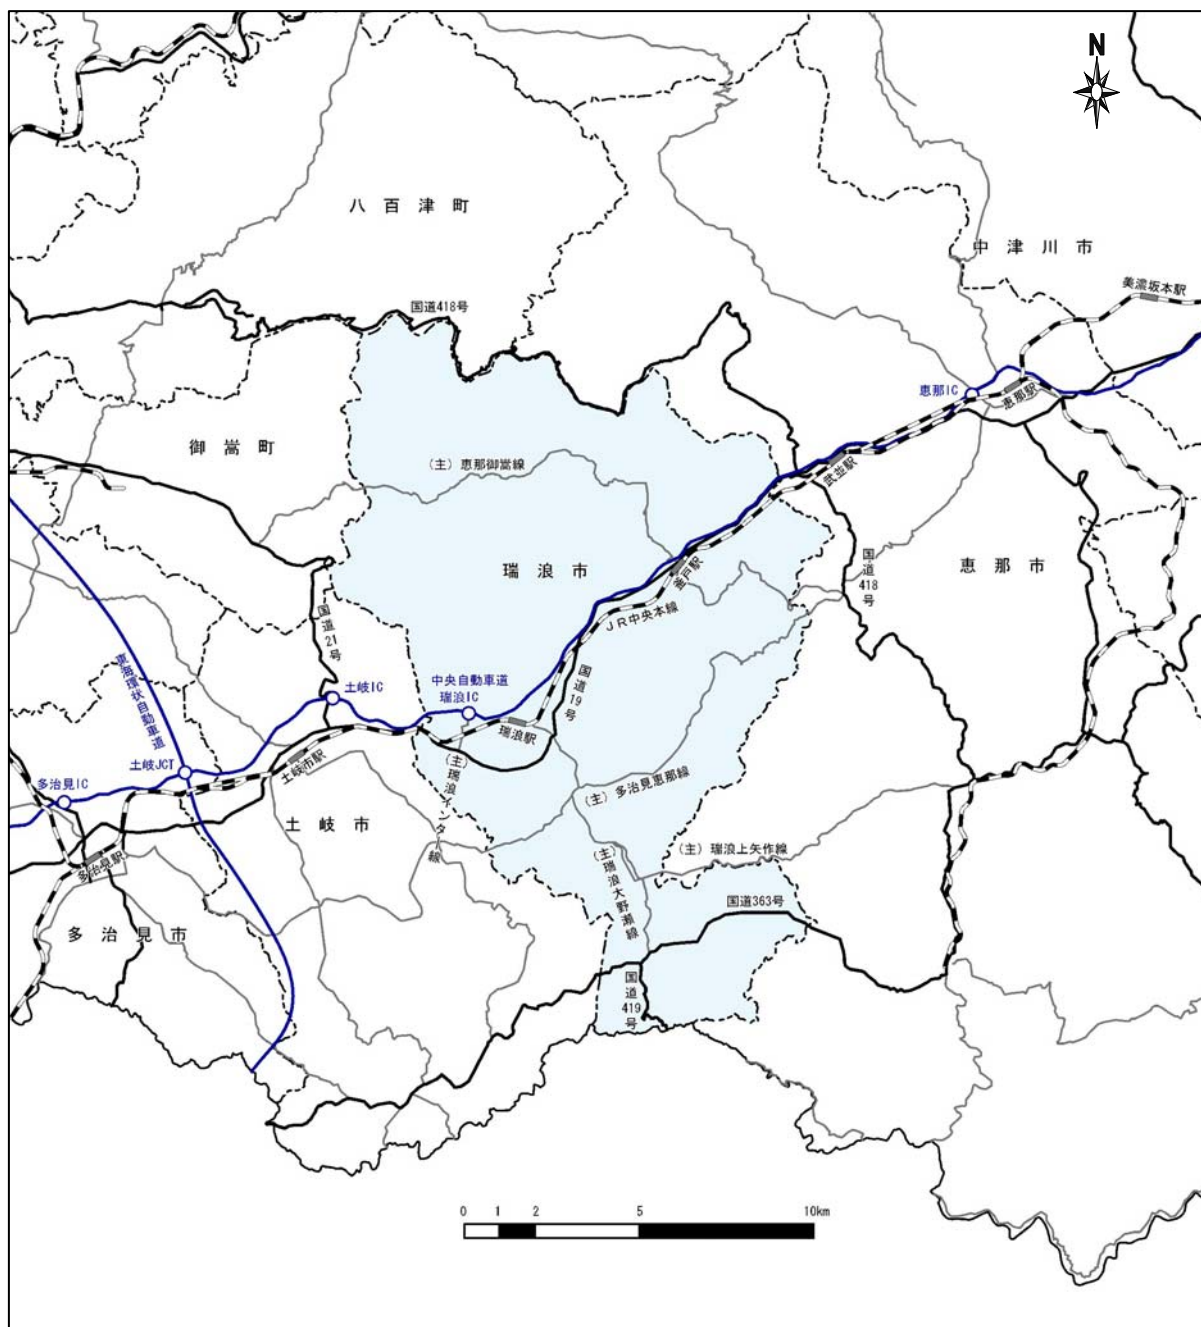 N
八百津町
中津川市
美濃坂本駅
国道418号
恵那IC
恵那駅
御嵩町
(主)恵那御嵩線
武並駅
瑞浪市
釜戸駅
国道418号
恵那市
JR中央本線
国道21号
東海環状自動車道
土岐IC
中央自動車道
瑞浪IC
国道19号
瑞浪駅
土岐市駅
土岐JCT
多治見IC
(主)瑞浪インター線
(主)多治見恵那線
土岐市
多治見駅
(主)瑞浪上矢作線
(主)瑞浪大野瀬線
国道363号
多治見市
国道419号
0 1 2 5 10km